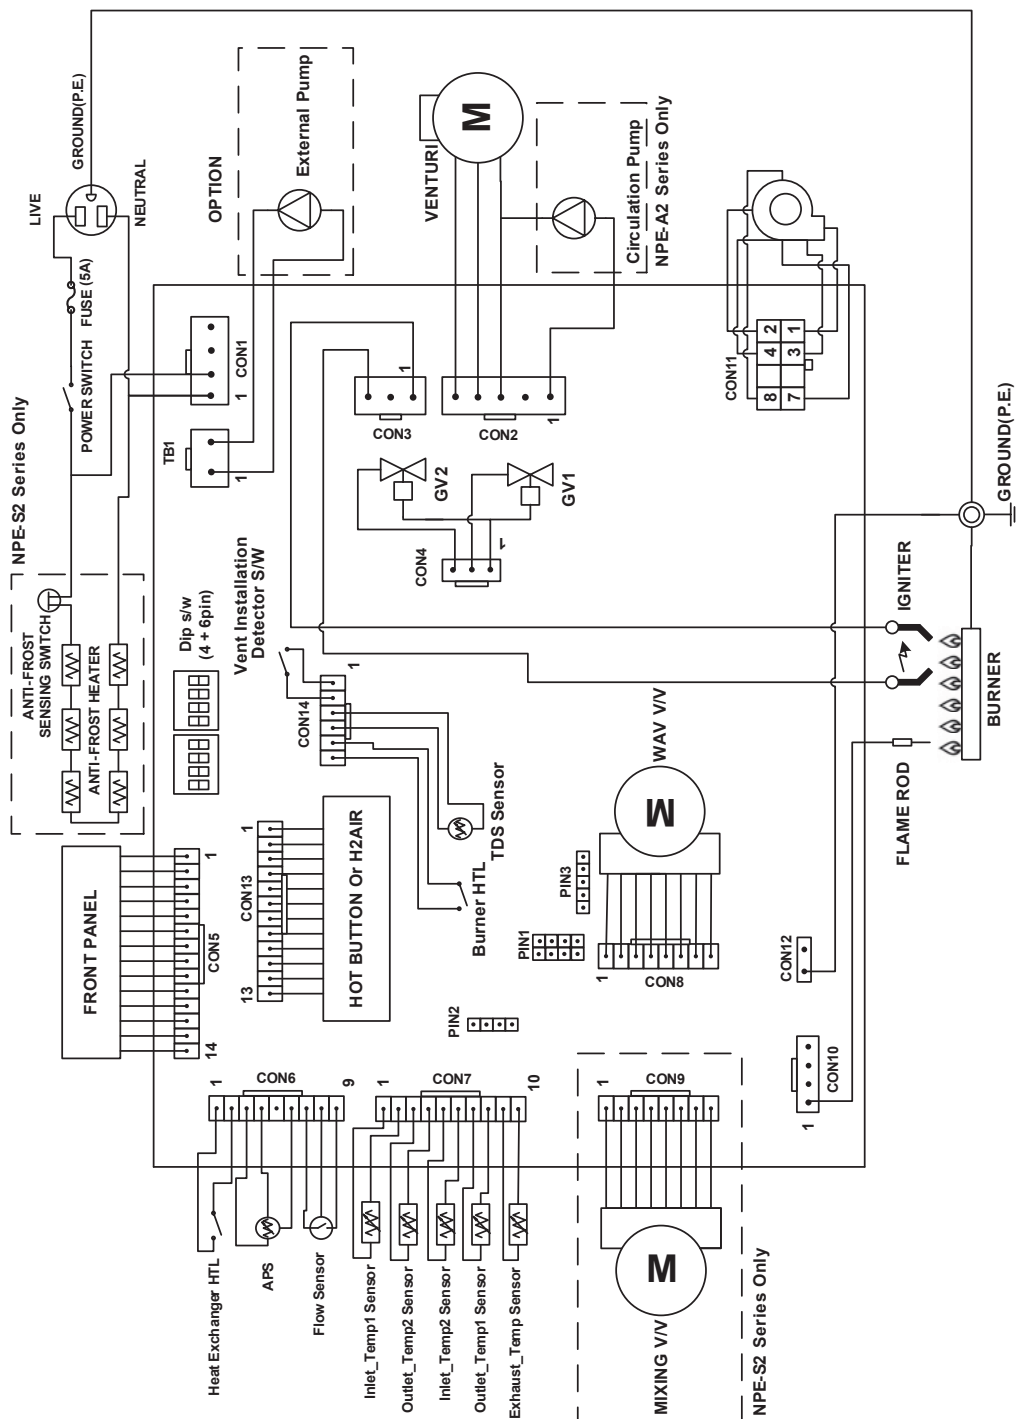 NPE-S2 Series Only
ANTI-FROST
SENSING SWITCH
ANTI-FROST HEATER
POWER SWITCH
FUSE (5A)
LIVE
NEUTRAL
GROUND(P.E.)
FRONT PANEL
14
CON5
1
Dip s/w
(4 + 6pin)
TB1
1
CON1
1
OPTION
External Pump
HOT BUTTON Or H2AIR
13
CON13
1
Vent Installation
Detector S/W
CON14
1
TDS Sensor
Burner HTL
CON4
1
GV2
GV1
CON3
1
CON2
1
VENTURI
M
Circulation Pump
NPE-A2 Series Only
CON11
2
1
4
3
8
7
1
CON6
9
Heat Exchanger HTL
APS
Flow Sensor
1
CON7
10
Inlet_Temp1 Sensor
Outlet_Temp2 Sensor
Inlet_Temp2 Sensor
Outlet_Temp1 Sensor
Exhaust_Temp Sensor
PIN2
PIN1
PIN3
1
CON8
M
WAV V/V
1
CON9
M
MIXING V/V
NPE-S2 Series Only
1
CON10
CON12
FLAME ROD
BURNER
IGNITER
GROUND(P.E.)